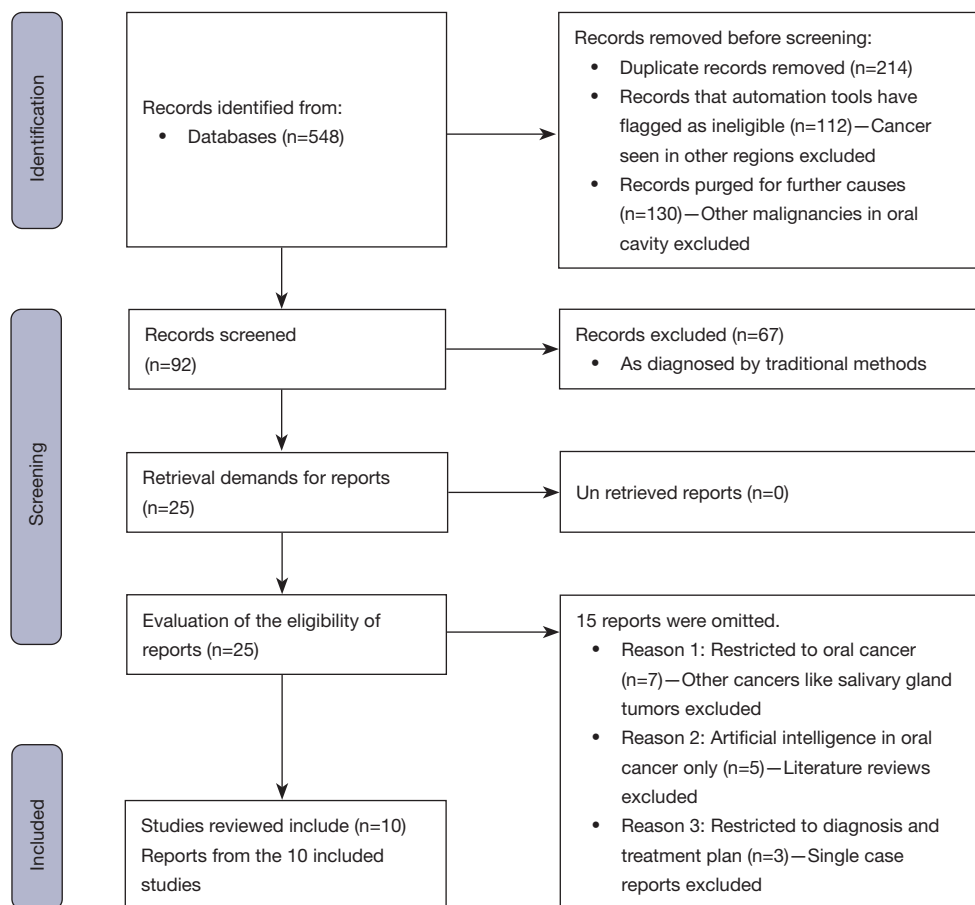 Identification
Records identified from:
• Databases (n=548)
Records removed before screening:
• Duplicate records removed (n=214)
• Records that automation tools have
flagged as ineligible (n=112)—Cancer
seen in other regions excluded
• Records purged for further causes
(n=130)—Other malignancies in oral
cavity excluded
Screening
Records screened
(n=92)
Records excluded (n=67)
• As diagnosed by traditional methods
Retrieval demands for reports
(n=25)
Un retrieved reports (n=0)
Evaluation of the eligibility of
reports (n=25)
15 reports were omitted.
• Reason 1: Restricted to oral cancer
(n=7)—Other cancers like salivary gland
tumors excluded
• Reason 2: Artificial intelligence in oral
cancer only (n=5)—Literature reviews
excluded
• Reason 3: Restricted to diagnosis and
treatment plan (n=3)—Single case
reports excluded
Included
Studies reviewed include (n=10)
Reports from the 10 included
studies